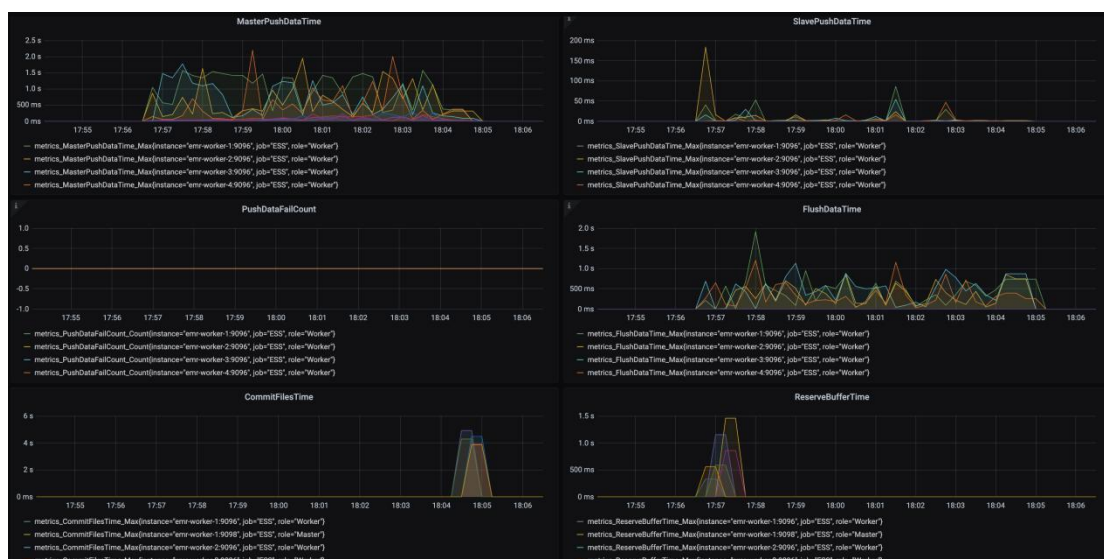 MasterPushDataTime
2.5 s
2.0 s
1.5 s
1.0 s
500 ms
0 ms
17:55 17:56 17:57 17:58 17:59 18:00 18:01 18:02 18:03 18:04 18:05 18:06
metrics_MasterPushDataTime_Max{instance="emr-worker-1:9096", job="ESS", role="Worker"}
metrics_MasterPushDataTime_Max{instance="emr-worker-2:9096", job="ESS", role="Worker"}
metrics_MasterPushDataTime_Max{instance="emr-worker-3:9096", job="ESS", role="Worker"}
metrics_MasterPushDataTime_Max{instance="emr-worker-4:9096", job="ESS", role="Worker"}
SlavePushDataTime
200 ms
150 ms
100 ms
50 ms
0 ms
17:55 17:56 17:57 17:58 17:59 18:00 18:01 18:02 18:03 18:04 18:05 18:06
metrics_SlavePushDataTime_Max{instance="emr-worker-1:9096", job="ESS", role="Worker"}
metrics_SlavePushDataTime_Max{instance="emr-worker-2:9096", job="ESS", role="Worker"}
metrics_SlavePushDataTime_Max{instance="emr-worker-3:9096", job="ESS", role="Worker"}
metrics_SlavePushDataTime_Max{instance="emr-worker-4:9096", job="ESS", role="Worker"}
PushDataFailCount
1.0
0.5
0
-0.5
-1.0
17:55 17:56 17:57 17:58 17:59 18:00 18:01 18:02 18:03 18:04 18:05 18:06
metrics_PushDataFailCount_Count{instance="emr-worker-1:9096", job="ESS", role="Worker"}
metrics_PushDataFailCount_Count{instance="emr-worker-2:9096", job="ESS", role="Worker"}
metrics_PushDataFailCount_Count{instance="emr-worker-3:9096", job="ESS", role="Worker"}
metrics_PushDataFailCount_Count{instance="emr-worker-4:9096", job="ESS", role="Worker"}
FlushDataTime
2.0 s
1.5 s
1.0 s
500 ms
0 ms
17:55 17:56 17:57 17:58 17:59 18:00 18:01 18:02 18:03 18:04 18:05 18:06
metrics_FlushDataTime_Max{instance="emr-worker-1:9096", job="ESS", role="Worker"}
metrics_FlushDataTime_Max{instance="emr-worker-2:9096", job="ESS", role="Worker"}
metrics_FlushDataTime_Max{instance="emr-worker-3:9096", job="ESS", role="Worker"}
metrics_FlushDataTime_Max{instance="emr-worker-4:9096", job="ESS", role="Worker"}
CommitFilesTime
6 s
4 s
2 s
0 ms
17:55 17:56 17:57 17:58 17:59 18:00 18:01 18:02 18:03 18:04 18:05 18:06
metrics_CommitFilesTime_Max{instance="emr-worker-1:9096", job="ESS", role="Worker"}
metrics_CommitFilesTime_Max{instance="emr-worker-1:9098", job="ESS", role="Master"}
metrics_CommitFilesTime_Max{instance="emr-worker-2:9096", job="ESS", role="Worker"}
ReserveBufferTime
1.5 s
1.0 s
500 ms
0 ms
17:55 17:56 17:57 17:58 17:59 18:00 18:01 18:02 18:03 18:04 18:05 18:06
metrics_ReserveBufferTime_Max{instance="emr-worker-1:9096", job="ESS", role="Worker"}
metrics_ReserveBufferTime_Max{instance="emr-worker-1:9098", job="ESS", role="Master"}
metrics_ReserveBufferTime_Max{instance="emr-worker-2:9096", job="ESS", role="Worker"}